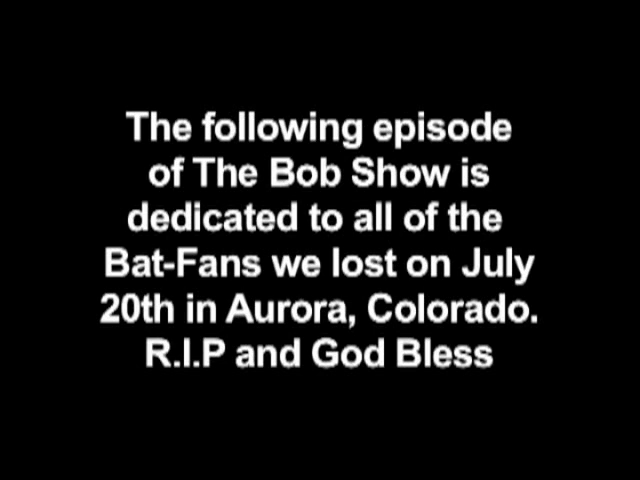 The following episode
of The Bob Show is
dedicated to all of the
Bat-Fans we lost on July
20th in Aurora, Colorado.
R.I.P and God Bless